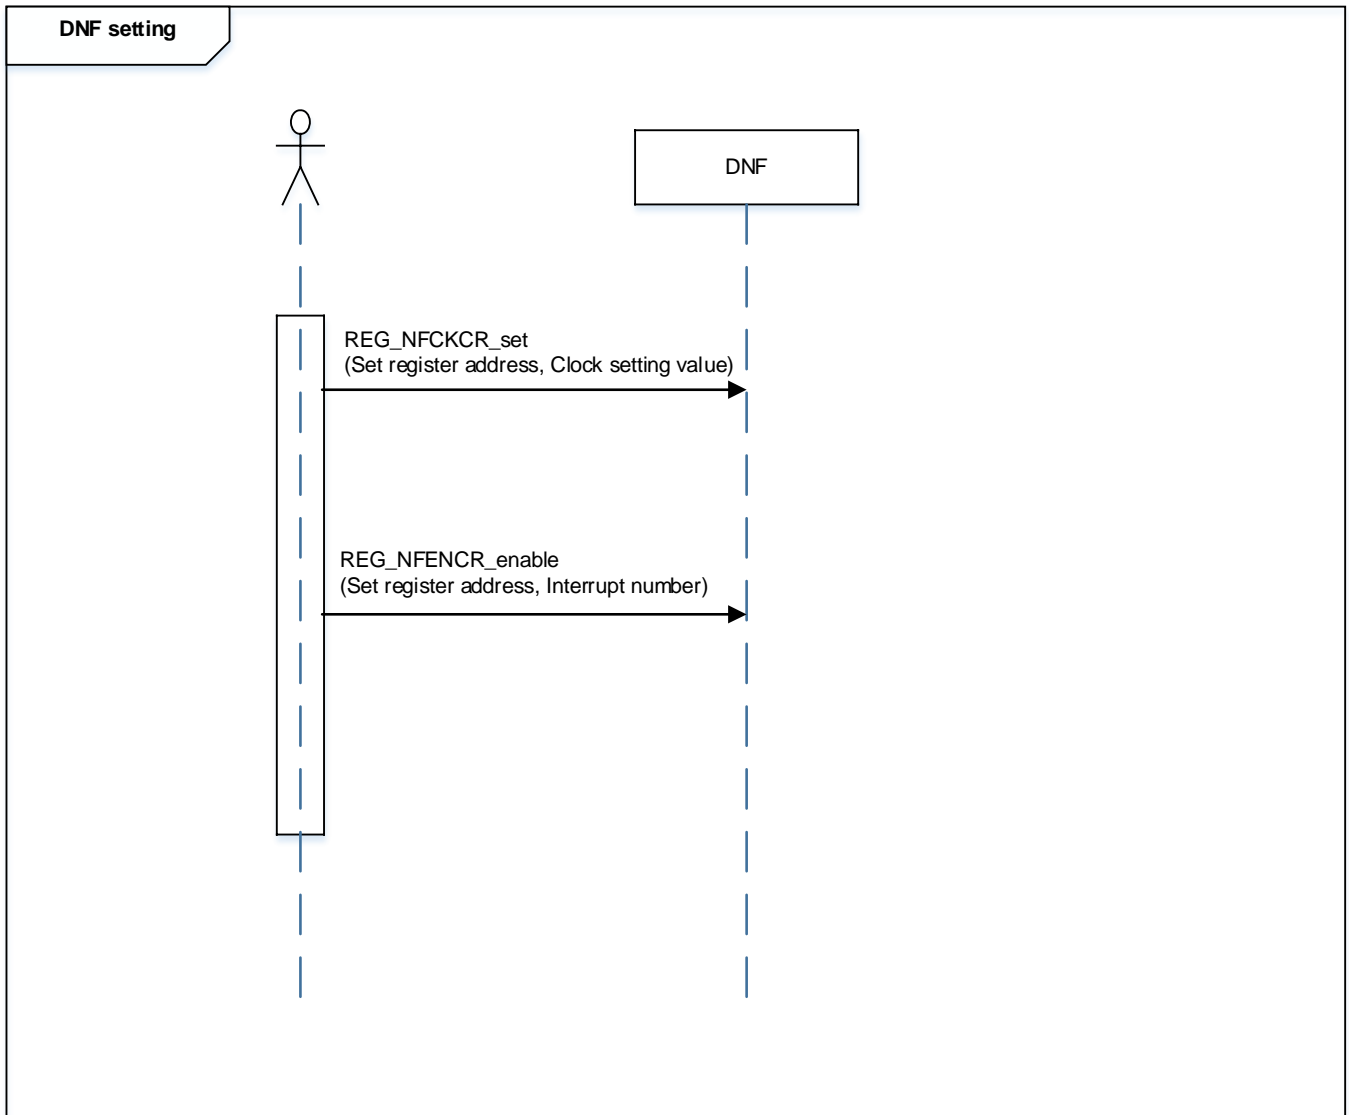 DNF setting
DNF
REG_NFCKCR_set
(Set register address, Clock setting value)
REG_NFENCR_enable
(Set register address, Interrupt number)